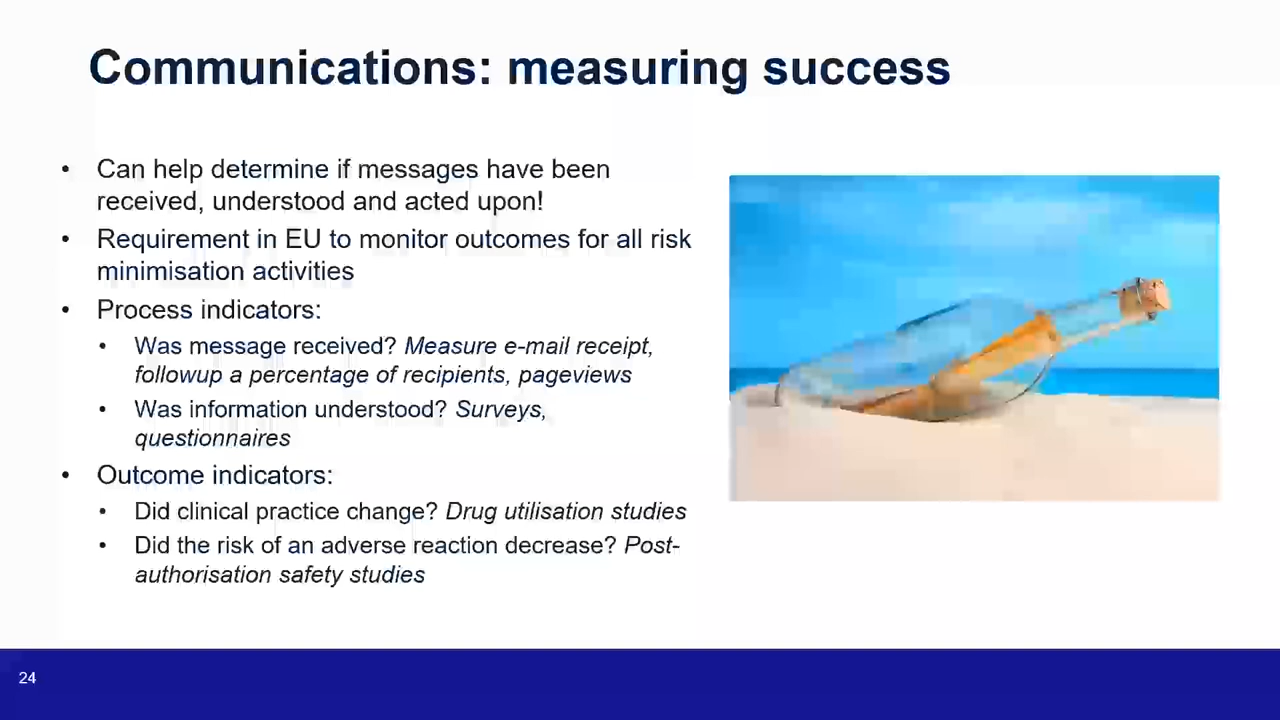 Communications: measuring success
• Can help determine if messages have been
received, understood and acted upon!
• Requirement in EU to monitor outcomes for all risk
minimisation activities
• Process indicators:
• Was message received? Measure e-mail receipt,
followup a percentage of recipients, pageviews
• Was information understood? Surveys,
questionnaires
• Outcome indicators:
• Did clinical practice change? Drug utilisation studies
• Did the risk of an adverse reaction decrease? Post-
authorisation safety studies
24